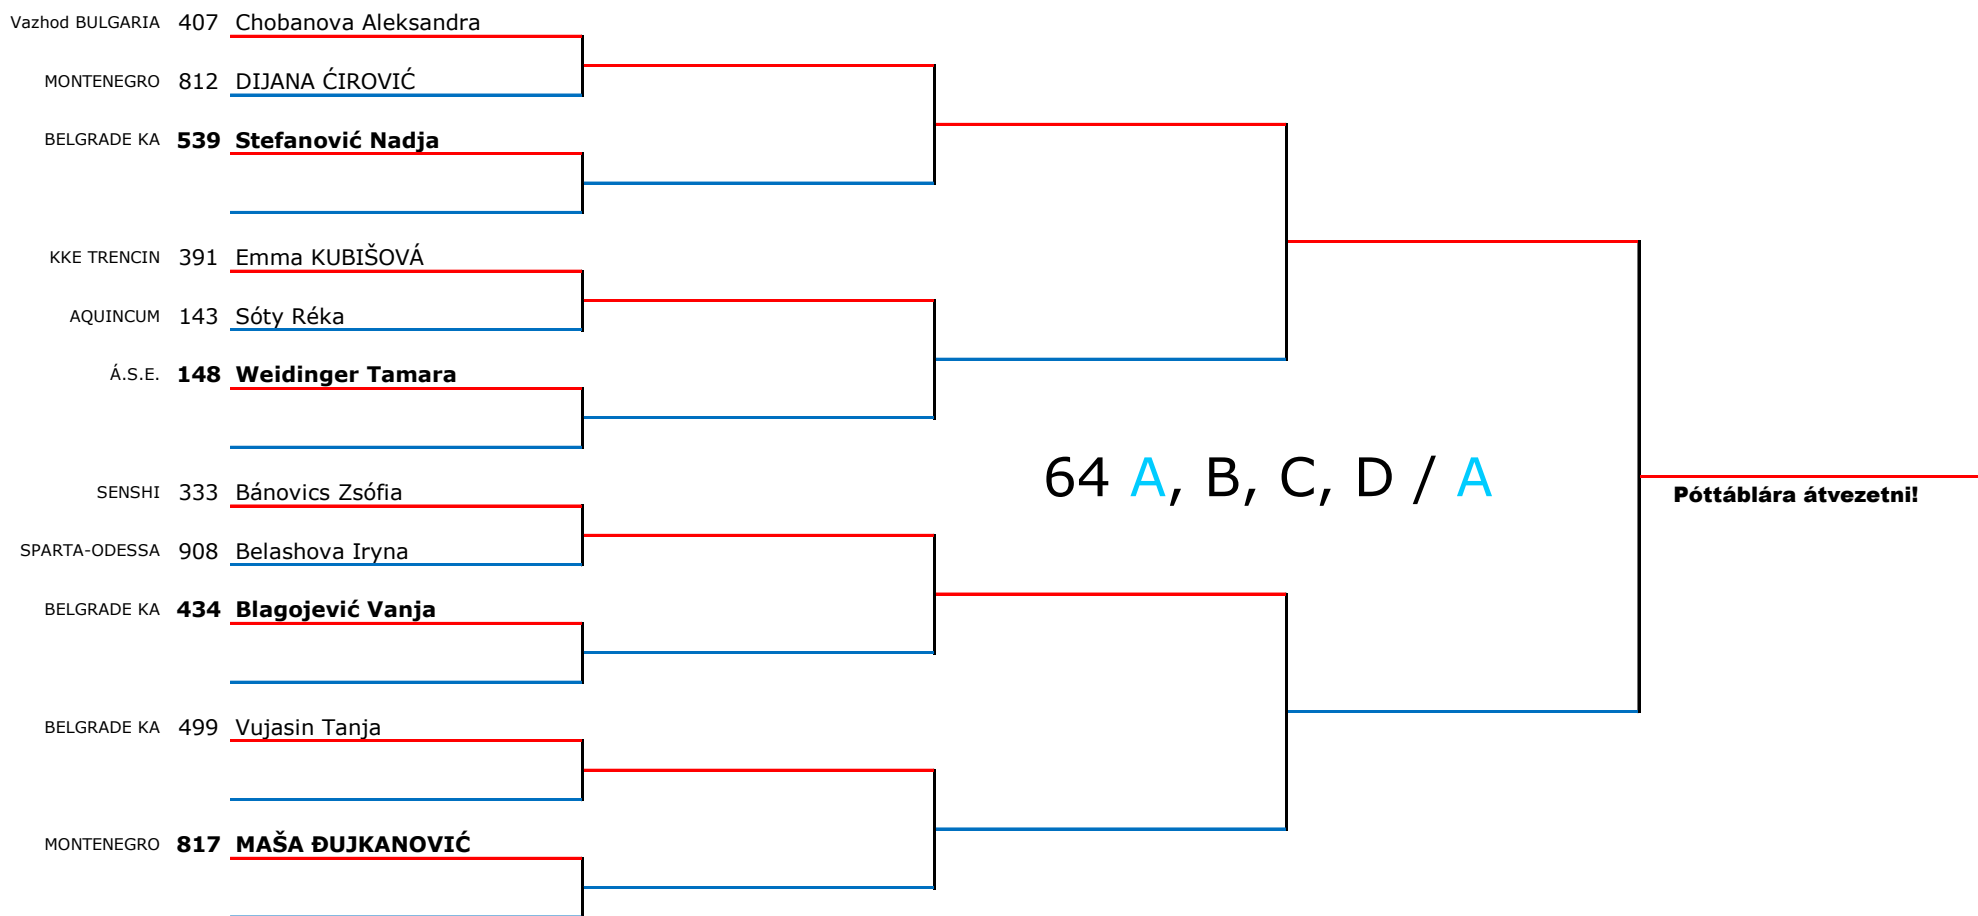 Vazhod BULGARIA 407 Chobanova Aleksandra
MONTENEGRO 812 DIJANA ĆIROVIĆ
BELGRADE KA 539 Stefanović Nadja
KKE TRENCIN 391 Emma KUBIŠOVÁ
AQUINCUM 143 Sóty Réka
Á.S.E. 148 Weidinger Tamara
64 A, B, C, D / A
SENSHI 333 Bánovics Zsófia
Póttáblára átvezetni!
SPARTA-ODESSA 908 Belashova Iryna
BELGRADE KA 434 Blagojević Vanja
BELGRADE KA 499 Vujasin Tanja
MONTENEGRO 817 MAŠA ĐUJKANOVIĆ